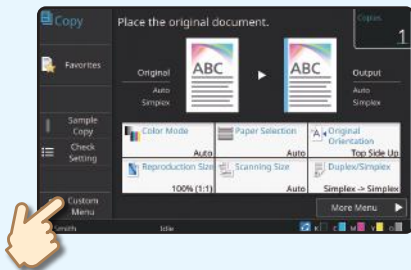 Copy
Place the original document.
Copies
1
Favorites
Original
ABC
ABC
Output
Auto
Simplex
Auto
Simplex
Sample
Copy
Check
Setting
Custom
Menu
Color Mode
Auto
Paper Selection
Auto
Original
Orientation
Top Side Up
Reproduction Size
100% (1:1)
Scanning Size
Auto
Duplex/Simplex
Simplex -> Simplex
More Menu
Smith
Idle
K
C
M
Y